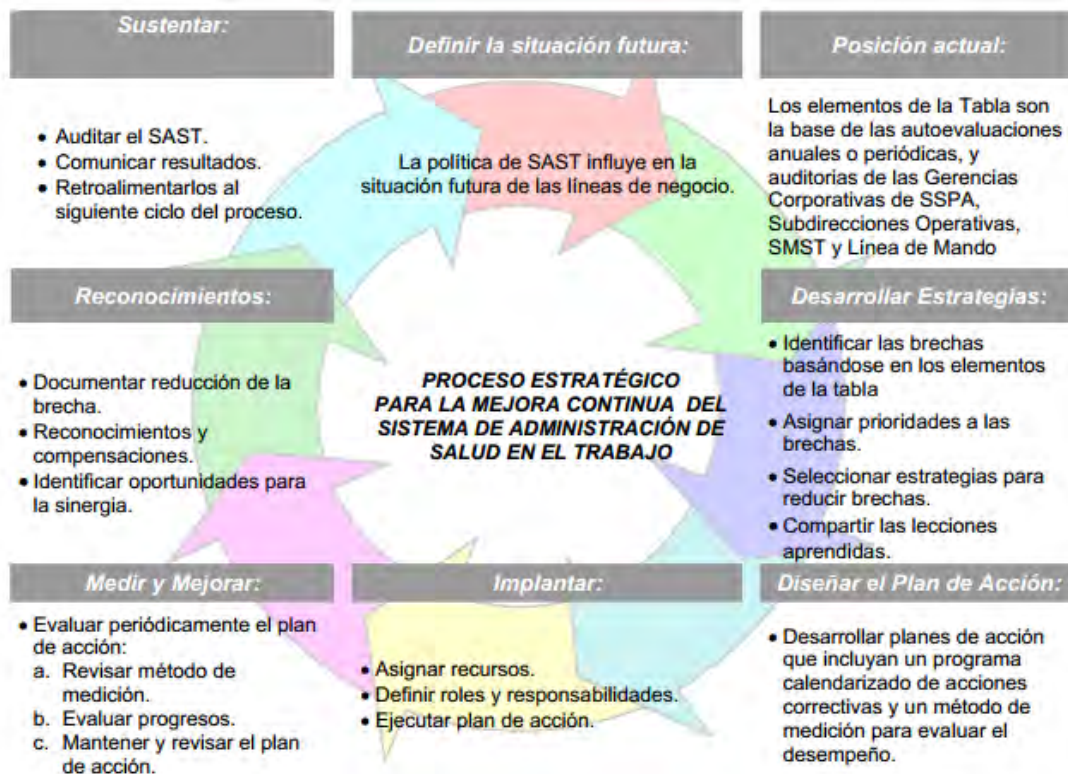 Sustentar:
• Auditar el SAST.
• Comunicar resultados.
• Retroalimentarlos al
siguiente ciclo del proceso.
Definir la situación futura:
La política de SAST influye en la
situación futura de las líneas de negocio.
Posición actual:
Los elementos de la Tabla son
la base de las autoevaluaciones
anuales o periódicas, y
auditorias de las Gerencias
Corporativas de SSPA,
Subdirecciones Operativas,
SMST y Línea de Mando
Reconocimientos:
• Documentar reducción de la
brecha.
• Reconocimientos y
compensaciones.
• Identificar oportunidades para
la sinergia.
PROCESO ESTRATÉGICO
PARA LA MEJORA CONTINUA DEL
SISTEMA DE ADMINISTRACIÓN DE
SALUD EN EL TRABAJO
Desarrollar Estrategias:
• Identificar las brechas
basándose en los elementos
de la tabla
• Asignar prioridades a las
brechas.
• Seleccionar estrategias para
reducir brechas.
• Compartir las lecciones
aprendidas.
Medir y Mejorar:
• Evaluar periódicamente el plan
de acción:
a. Revisar método de
medición.
b. Evaluar progresos.
c. Mantener y revisar el plan
de acción.
Implantar:
• Asignar recursos.
• Definir roles y responsabilidades.
• Ejecutar plan de acción.
Diseñar el Plan de Acción:
• Desarrollar planes de acción
que incluyan un programa
calendarizado de acciones
correctivas y un método de
medición para evaluar el
desempeño.